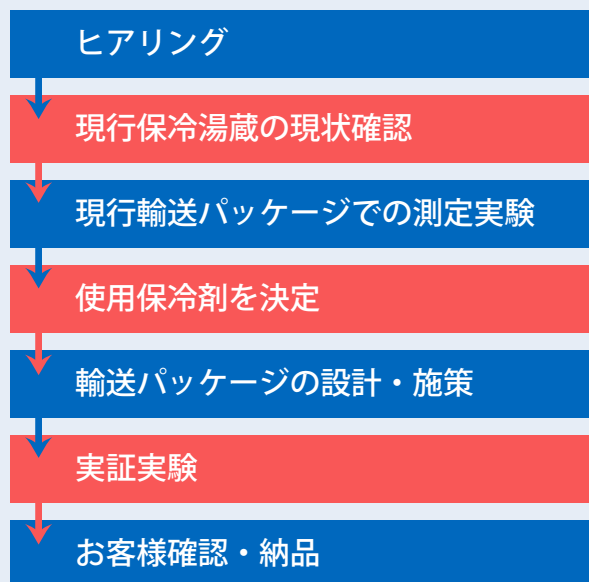 ヒアリング
現行保冷湯蔵の現状確認
現行輸送パッケージでの測定実験
使用保冷剤を決定
輸送パッケージの設計・施策
実証実験
お客様確認・納品